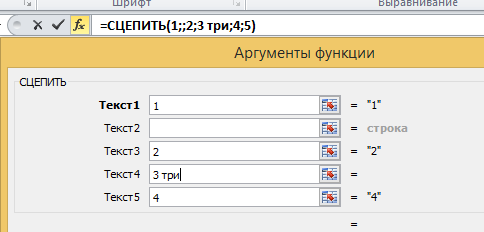 Шрифт Выравнивание
=СЦЕПИТЬ(1;;2;3 три;4;5)
Аргументы функции
СЦЕПИТЬ
Текст1 1 = "1"
Текст2 = строка
Текст3 2 = "2"
Текст4 3 три =
Текст5 4 = "4"
=